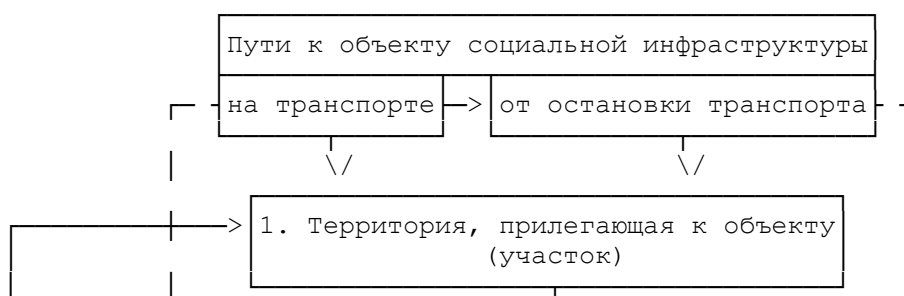 Пути к объекту социальной инфраструктуры
на транспорте
от остановки транспорта
1. Территория, прилегающая к объекту
(участок)